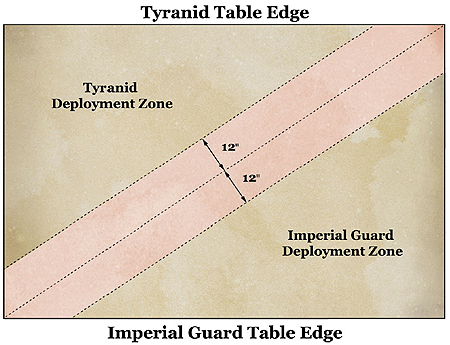 Tyranid Table Edge
Tyranid
Deployment Zone
12"
12"
Imperial Guard
Deployment Zone
Imperial Guard Table Edge